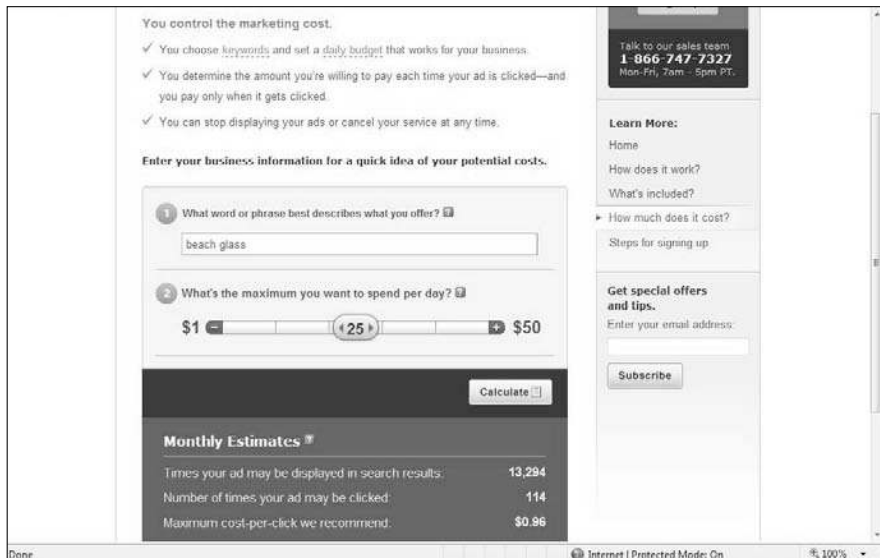 You control the marketing cost.
You choose keywords and set a daily budget that works for your business.
You determine the amount you're willing to pay each time your ad is clicked—and
you pay only when it gets clicked.
You can stop displaying your ads or cancel your service at any time.
Enter your business information for a quick idea of your potential costs.
1 What word or phrase best describes what you offer? ?
beach glass
2 What's the maximum you want to spend per day? ?
$1 - 25 + $50
Calculate
Monthly Estimates ?
Times your ad may be displayed in search results: 13,294
Number of times your ad may be clicked: 114
Maximum cost-per-click we recommend: $0.96
Talk to our sales team
1-866-747-7327
Mon-Fri, 7am - 5pm PT.
Learn More:
Home
How does it work?
What's included?
How much does it cost?
Steps for signing up
Get special offers
and tips.
Enter your email address:
Subscribe
Done
Internet | Protected Mode: On
100%